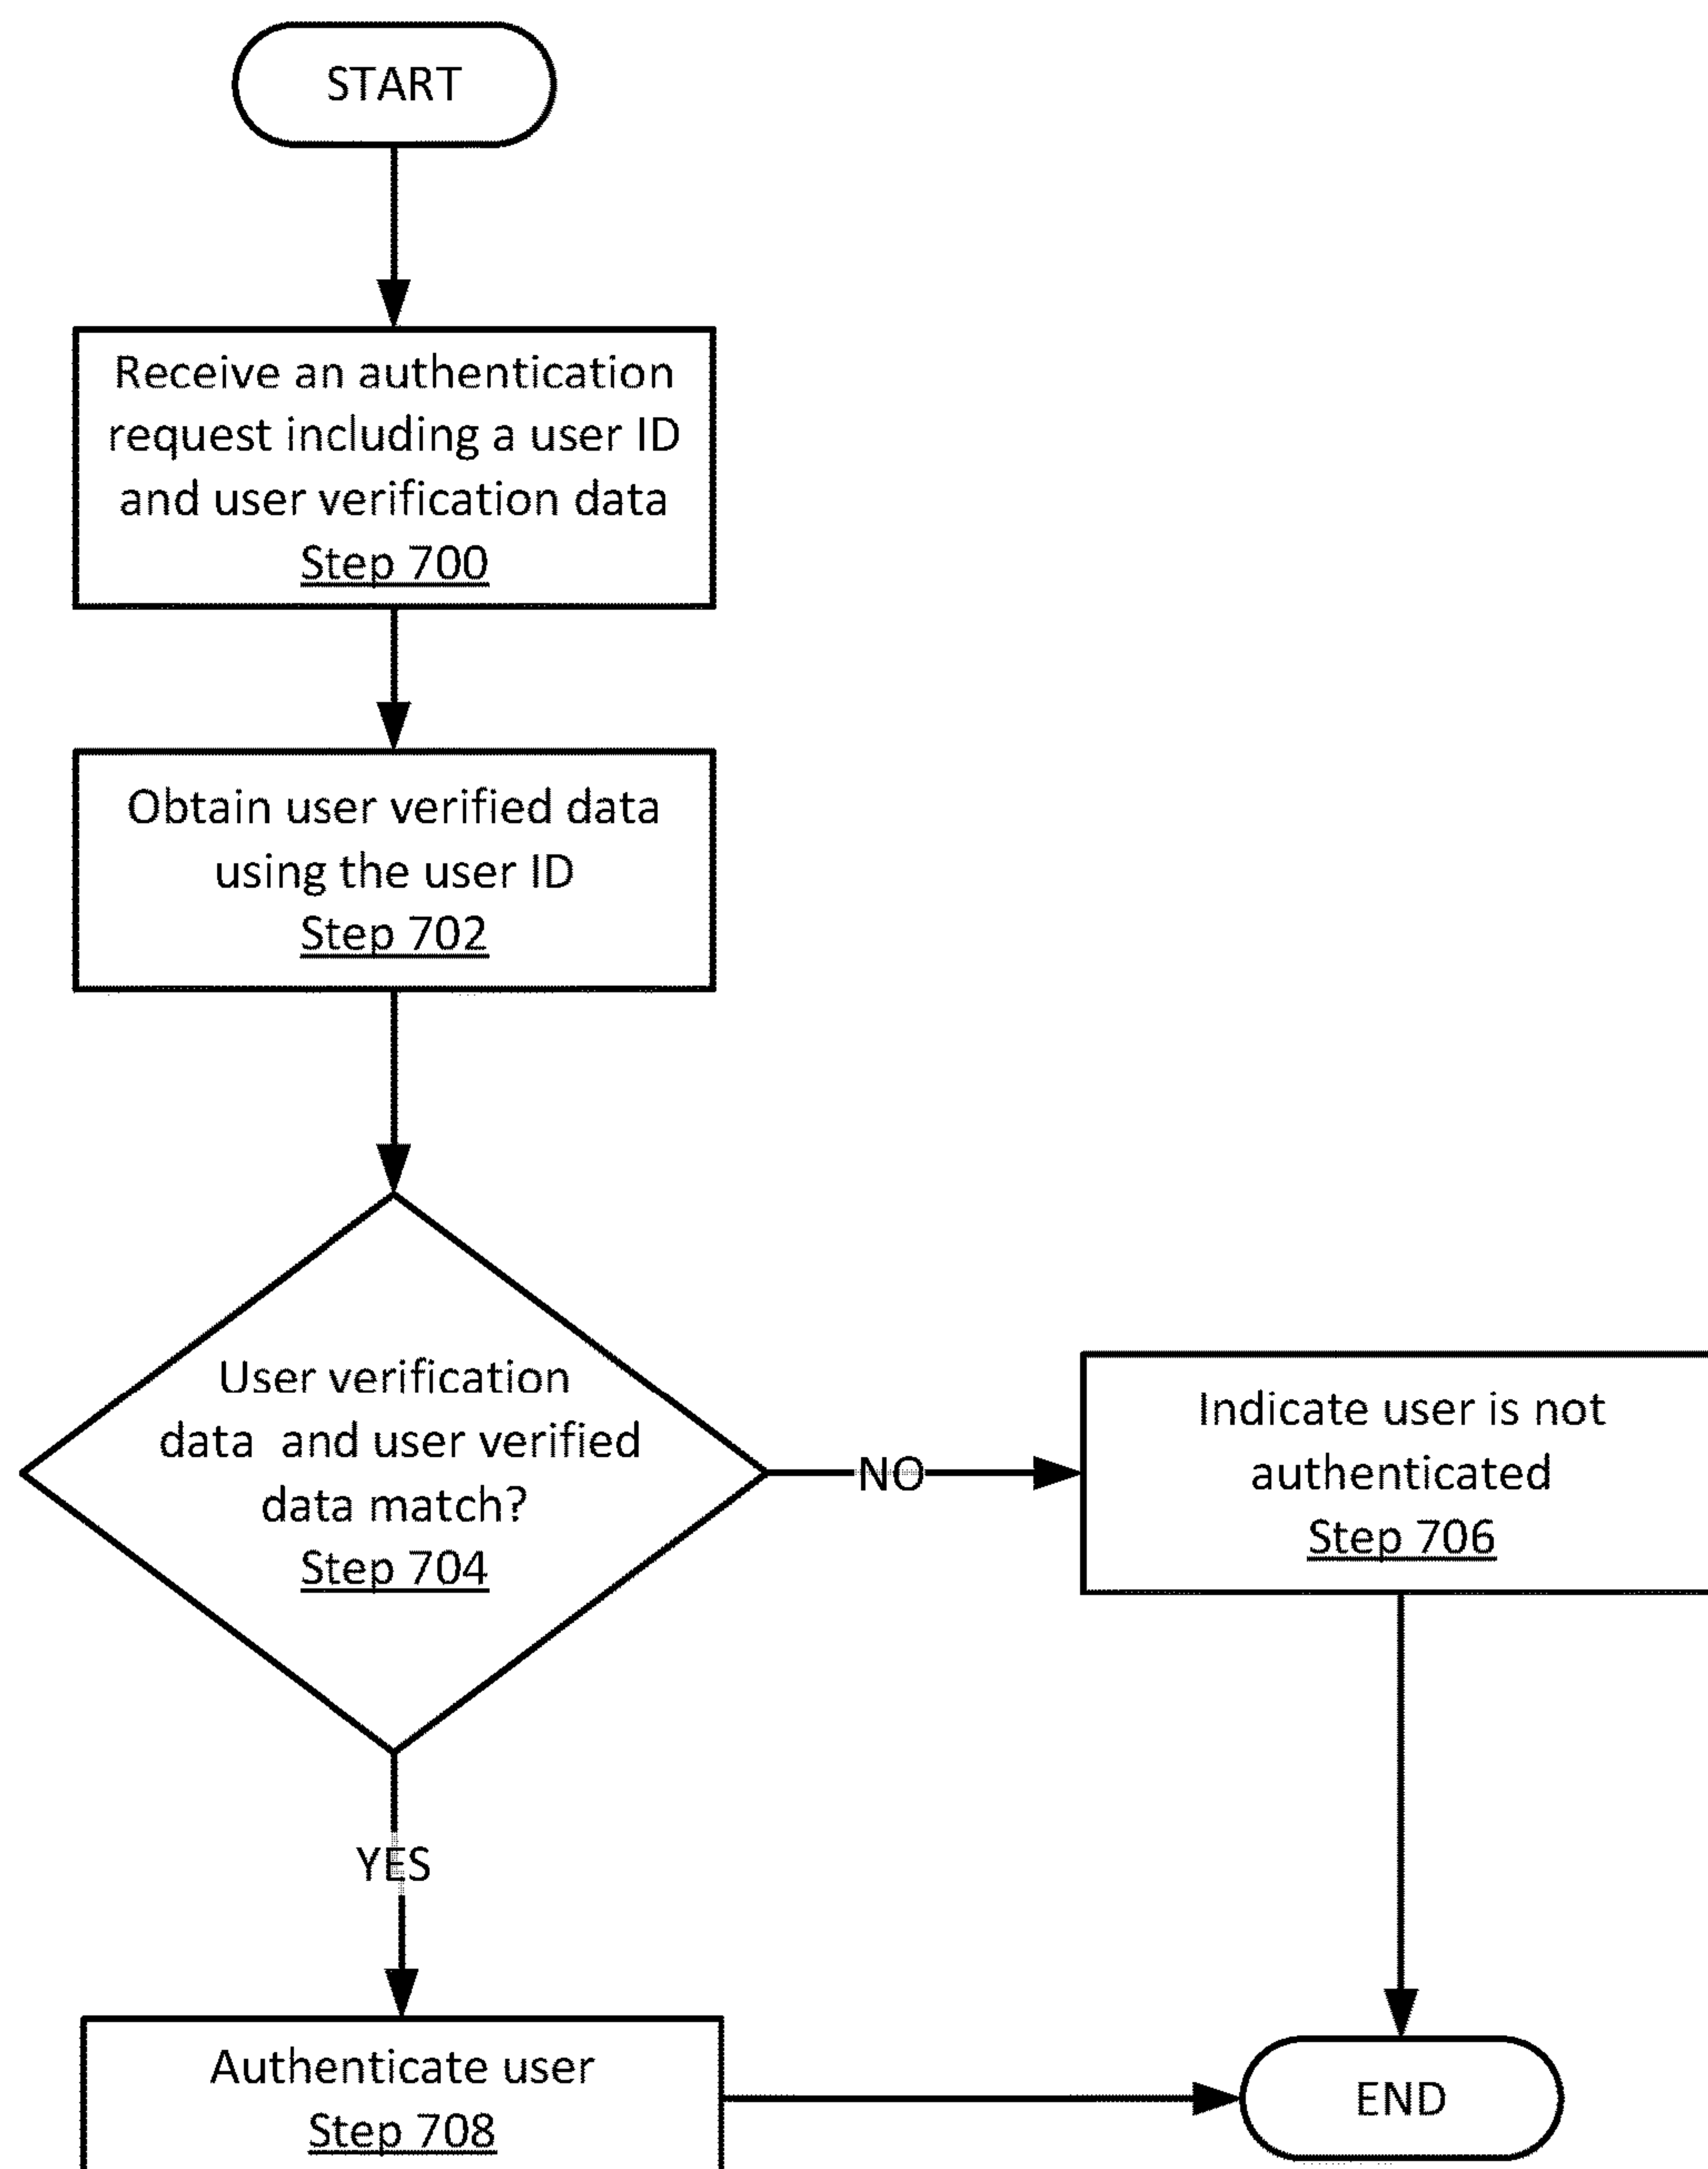 START
Receive an authentication
request including a user ID
and user verification data
Step 700
Obtain user verified data
using the user ID
Step 702
User verification
data and user verified
data match?
Step 704
NO
Indicate user is not
authenticated
Step 706
YES
Authenticate user
Step 708
END